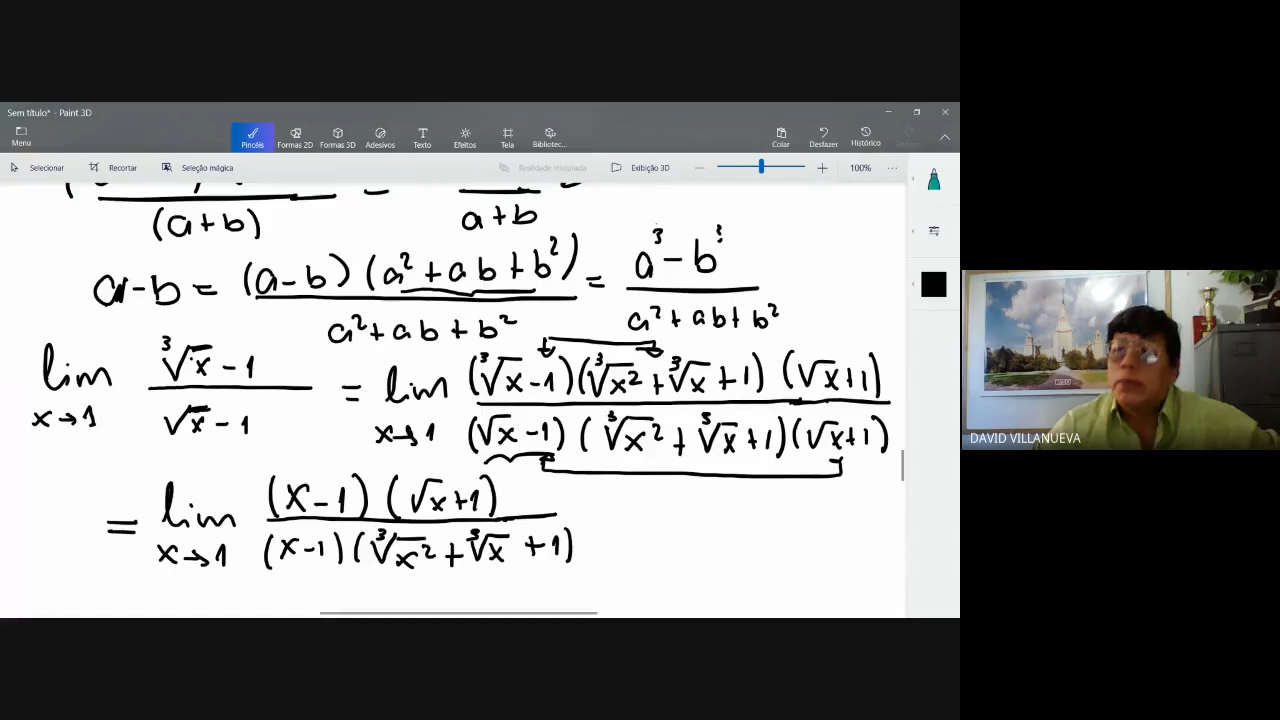 Sem título* - Paint 3D
Menu Pincéis Formas 2D Formas 3D Adesivos Texto Efeitos Tela Bibliotec... Colar Desfazer Histórico
Selecionar Recortar Seleção mágica Realidade misturada Exibição 3D 100%
(a+b) a+b
a-b = (a-b)(a²+ab+b²) / a²+ab+b² = a³-b³ / a²+ab+b²
lim x→1 (∛x -1) / (√x -1) = lim x→1 (∛x -1)(∛x² + ∛x +1)(√x+1) / (√x -1)(∛x² + ∛x +1)(√x+1)
= lim x→1 (x-1)(√x+1) / (x-1)(∛x² + ∛x +1)
MSU
DAVID VILLANUEVA